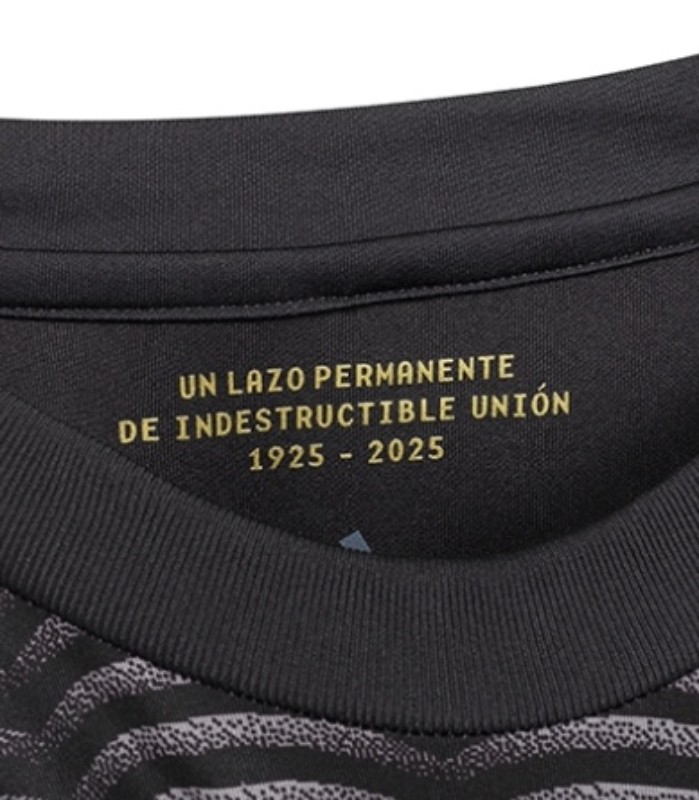 UN LAZO PERMANENTE
DE INDESTRUCTIBLE UNIÓN
1925 - 2025